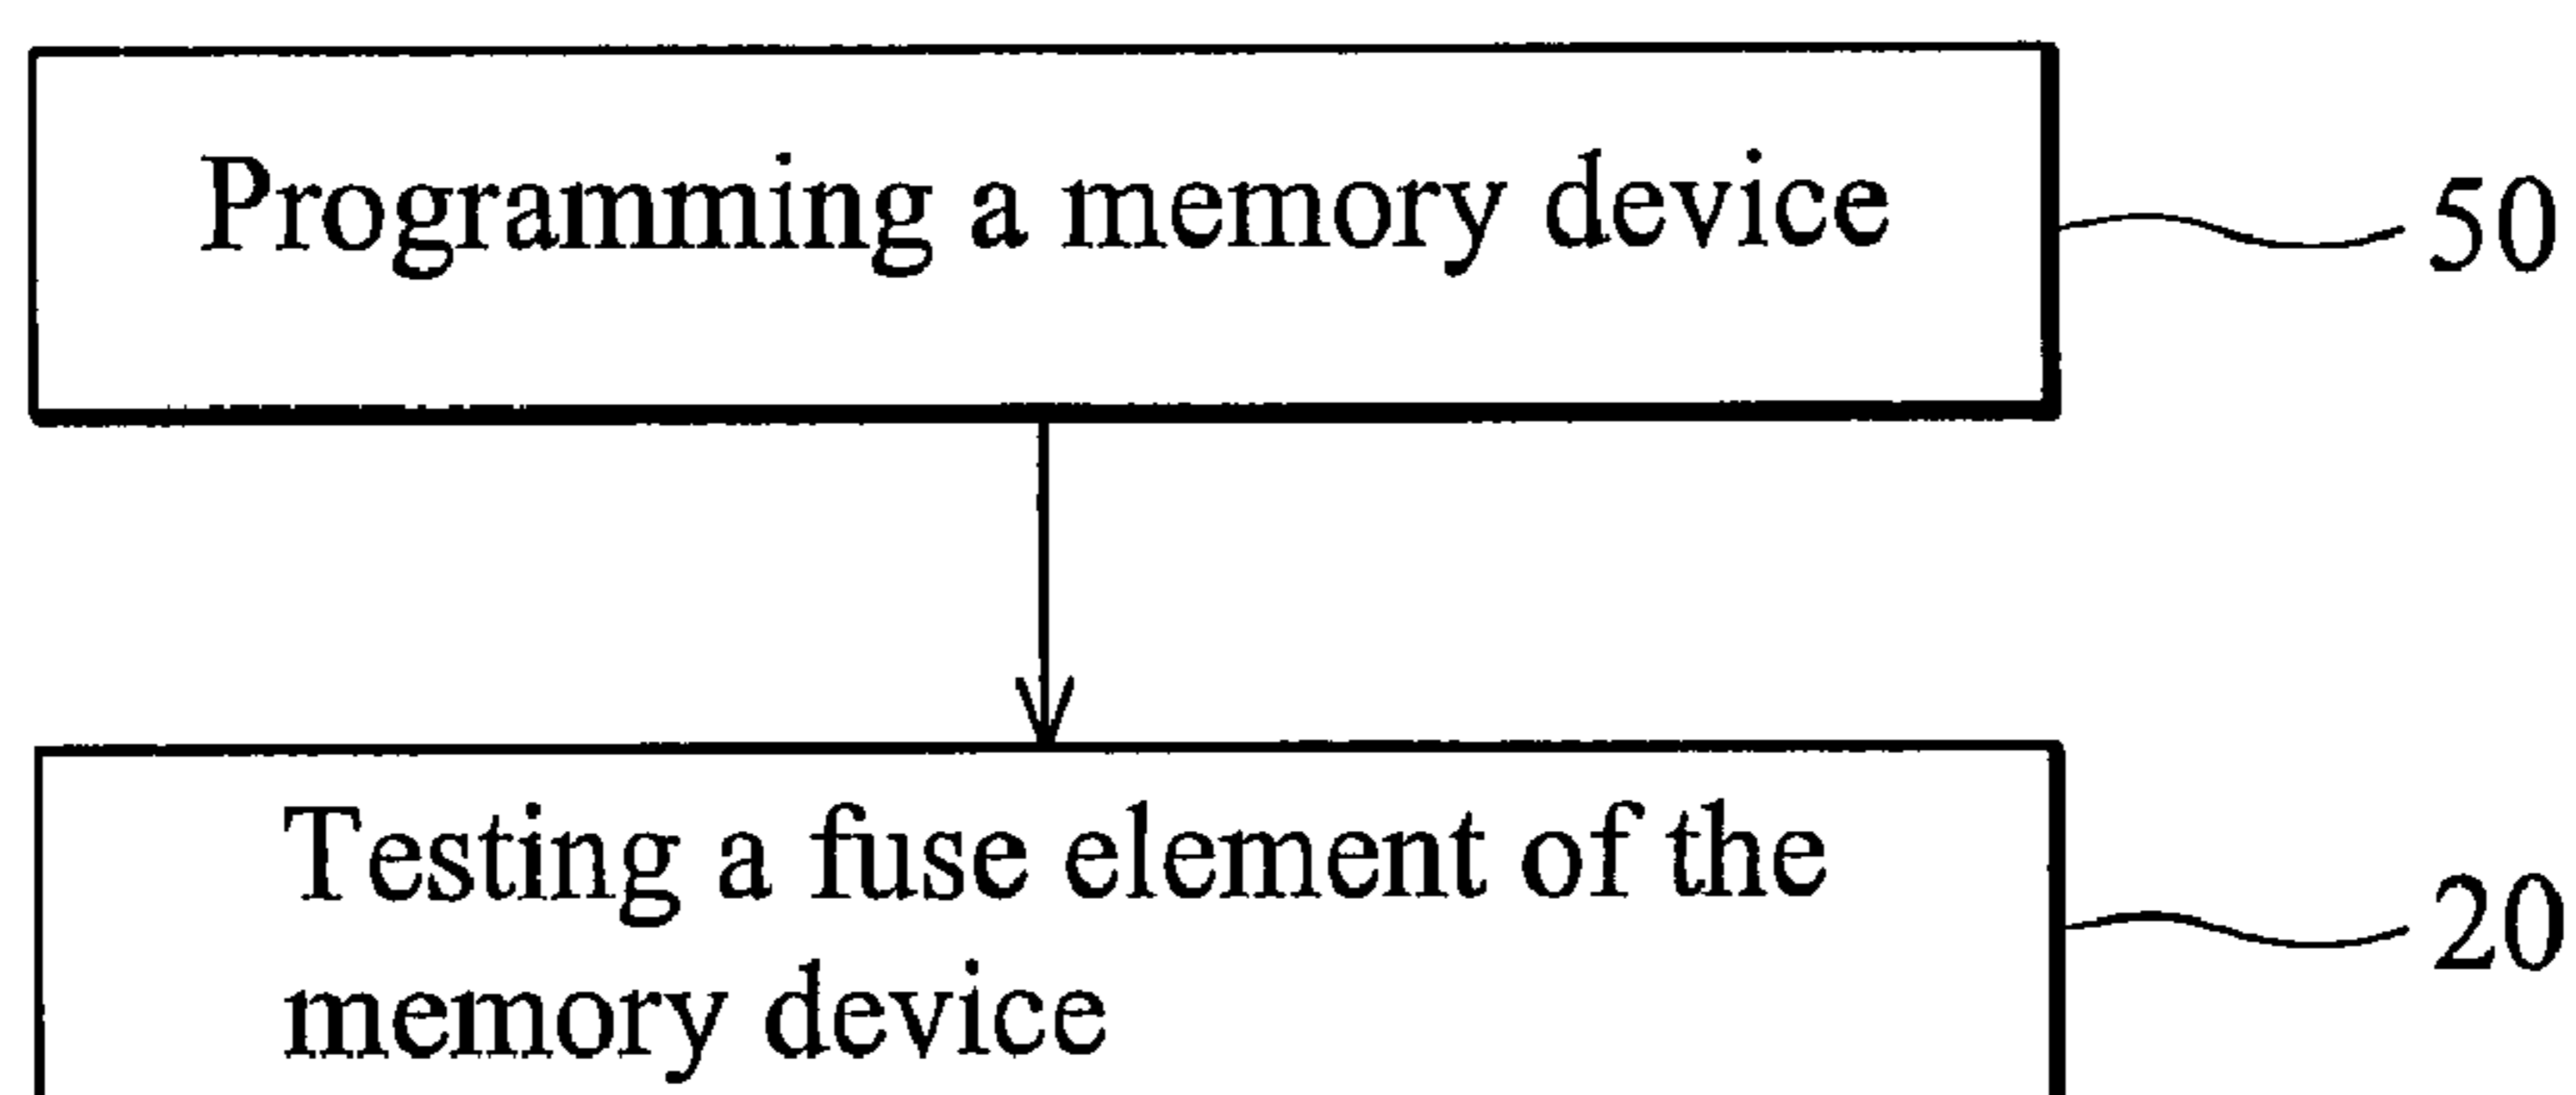 Programming a memory device
50
Testing a fuse element of the
20
memory device